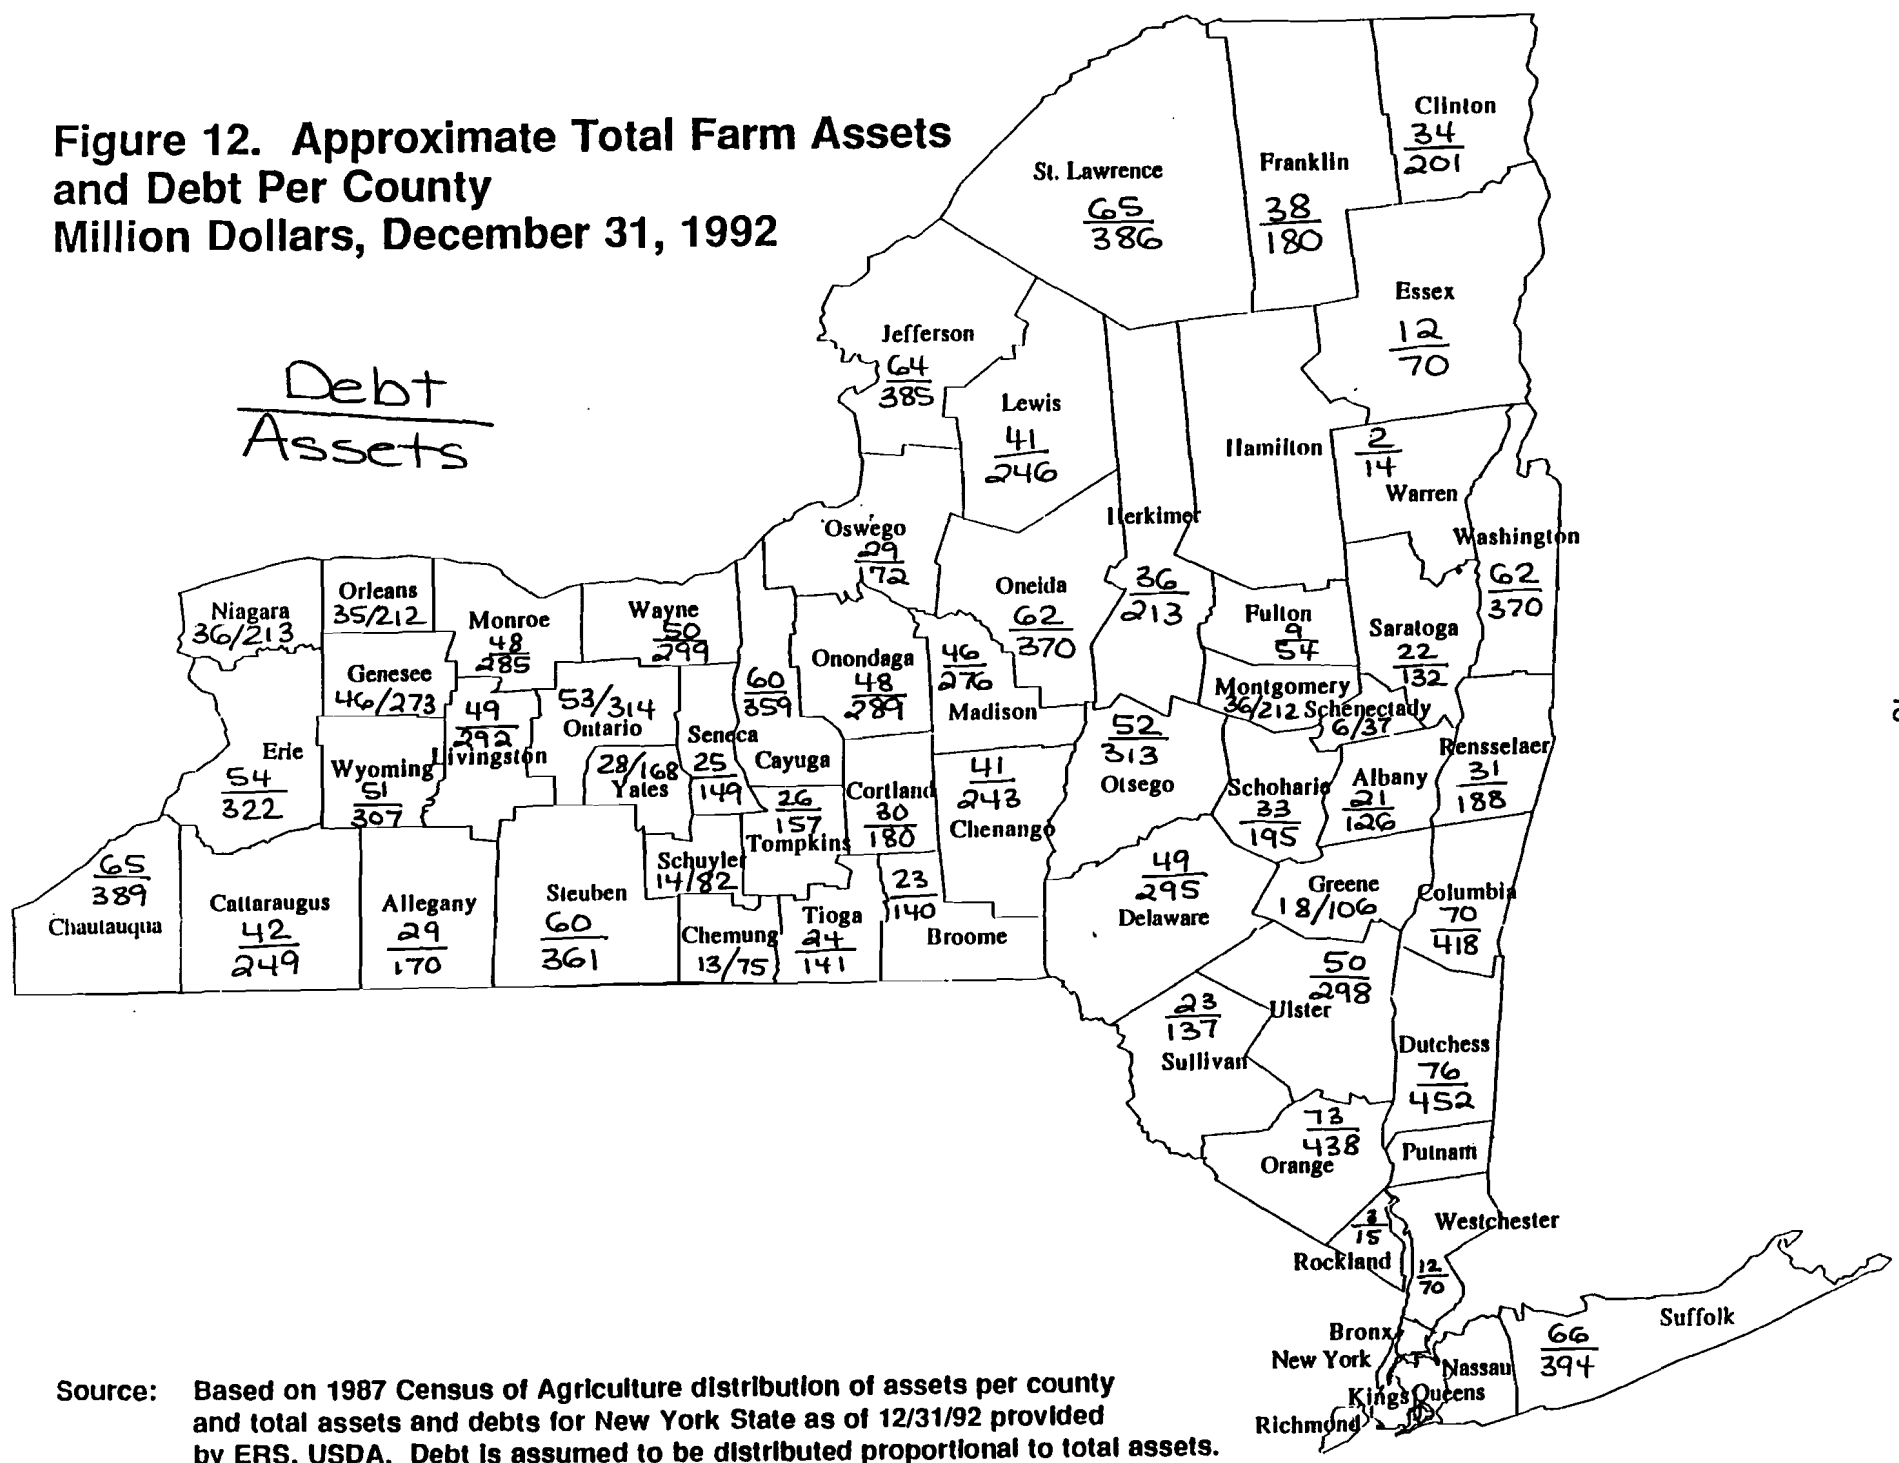 Figure 12. Approximate Total Farm Assets
and Debt Per County
Million Dollars, December 31, 1992
Debt
Assets
Clinton
34
201
St. Lawrence
65
386
Franklin
38
180
Essex
12
70
Jefferson
64
385
Lewis
41
246
Hamilton
2
14
Warren
Herkimer
36
213
Washington
62
370
Oswego
29
172
Oneida
62
370
Fulton
9
54
Saratoga
22
132
Niagara
36/213
Orleans
35/212
Monroe
48
285
Wayne
50
299
Genesee
46/273
49
292
Livingston
53/314
Ontario
Seneca
25
149
60
359
Cayuga
Onondaga
48
289
46
276
Madison
Montgomery
36/212
Schenectady
6/37
Erie
54
322
Wyoming
51
307
28/168
Yates
26
157
Tompkins
Cortland
30
180
41
243
Chenango
52
313
Otsego
Schoharie
33
195
Albany
21
126
Rensselaer
31
188
65
389
Chautauqua
Cattaraugus
42
249
Allegany
29
170
Steuben
60
361
Schuyler
14/82
Chemung
13/75
Tioga
24
141
23
140
Broome
49
295
Delaware
Greene
18/106
Columbia
70
418
23
137
Sullivan
50
298
Ulster
Dutchess
76
452
73
438
Orange
Putnam
15
Rockland
Westchester
12
70
Bronx
New York
Kings
Queens
Richmond
Nassau
66
394
Suffolk
Source: Based on 1987 Census of Agriculture distribution of assets per county
and total assets and debts for New York State as of 12/31/92 provided
by ERS, USDA. Debt is assumed to be distributed proportional to total assets.